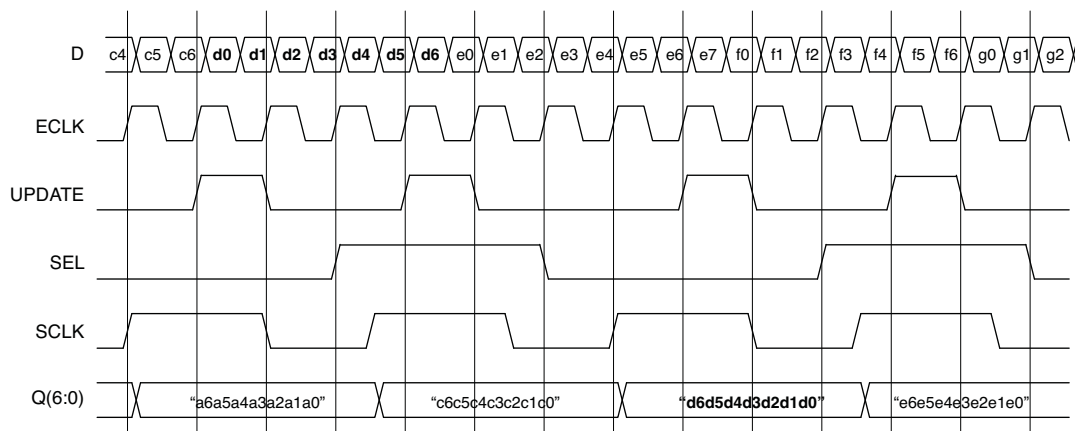 D c4 c5 c6 d0 d1 d2 d3 d4 d5 d6 e0 e1 e2 e3 e4 e5 e6 e7 f0 f1 f2 f3 f4 f5 f6 g0 g1 g2
ECLK
UPDATE
SEL
SCLK
Q(6:0) “a6a5a4a3a2a1a0” “c6c5c4c3c2c1c0” “d6d5d4d3d2d1d0” “e6e5e4e3e2e1e0”